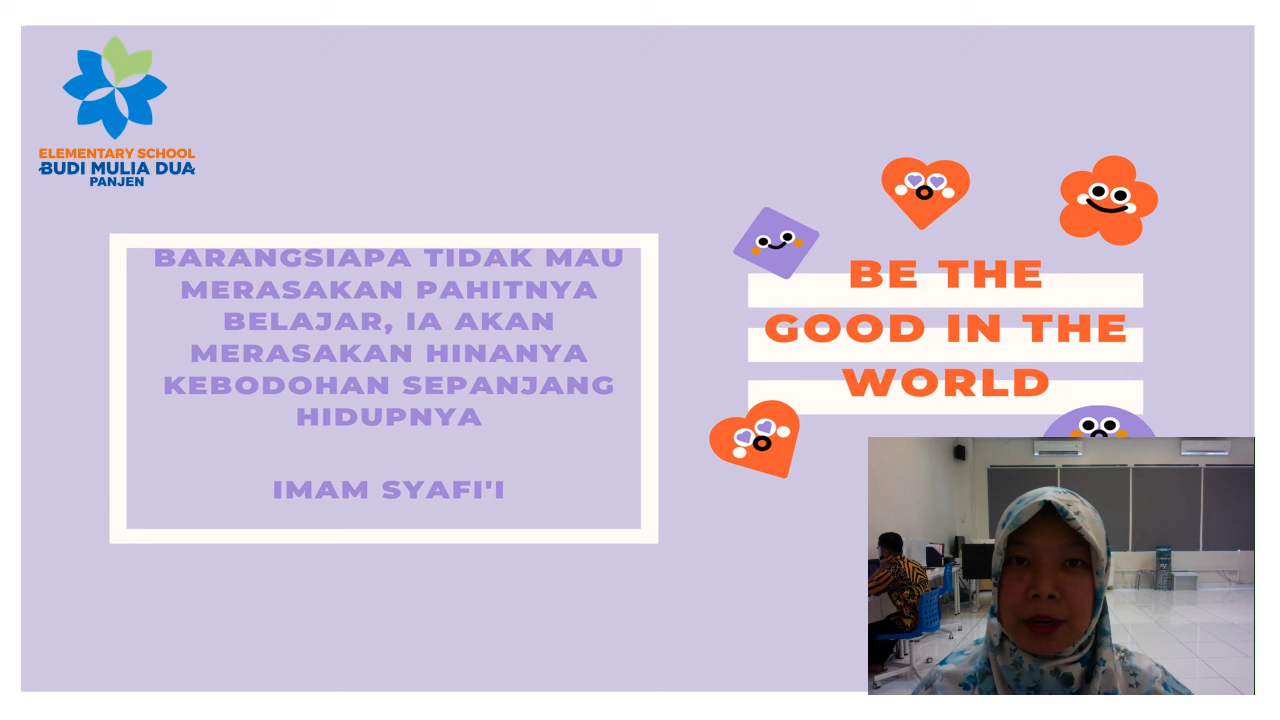 ELEMENTARY SCHOOL
BUDI MULIA DUA
PANJEN
BARANGSIAPA TIDAK MAU
MERASAKAN PAHITNYA
BELAJAR, IA AKAN
MERASAKAN HINANYA
KEBODOHAN SEPANJANG
HIDUPNYA
IMAM SYAFI'I
BE THE
GOOD IN THE
WORLD